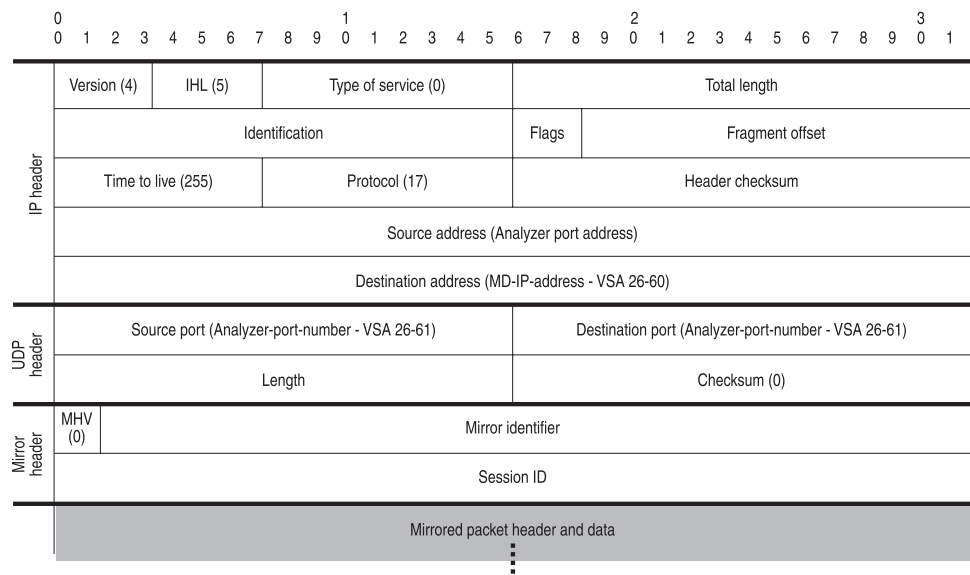 0 1 2 3
0 1 2 3 4 5 6 7 8 9 0 1 2 3 4 5 6 7 8 9 0 1 2 3 4 5 6 7 8 9 0 1
IP header
Version (4) IHL (5) Type of service (0) Total length
Identification Flags Fragment offset
Time to live (255) Protocol (17) Header checksum
Source address (Analyzer port address)
Destination address (MD-IP-address - VSA 26-60)
UDP
header
Source port (Analyzer-port-number - VSA 26-61) Destination port (Analyzer-port-number - VSA 26-61)
Length Checksum (0)
Mirror
header
MHV
(0)
Mirror identifier
Session ID
Mirrored packet header and data